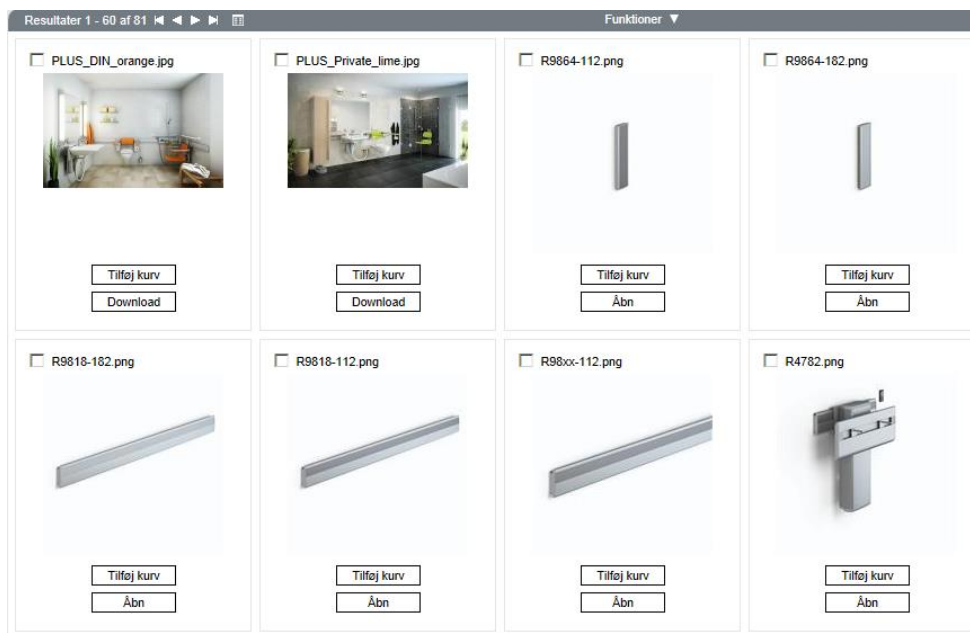 Resultater 1 - 60 af 81
Funktioner ▼
PLUS_DIN_orange.jpg
PLUS_Private_lime.jpg
R9864-112.png
R9864-182.png
Tilføj kurv
Tilføj kurv
Tilføj kurv
Tilføj kurv
Download
Download
Åbn
Åbn
R9818-182.png
R9818-112.png
R98xx-112.png
R4782.png
Tilføj kurv
Tilføj kurv
Tilføj kurv
Tilføj kurv
Åbn
Åbn
Åbn
Åbn